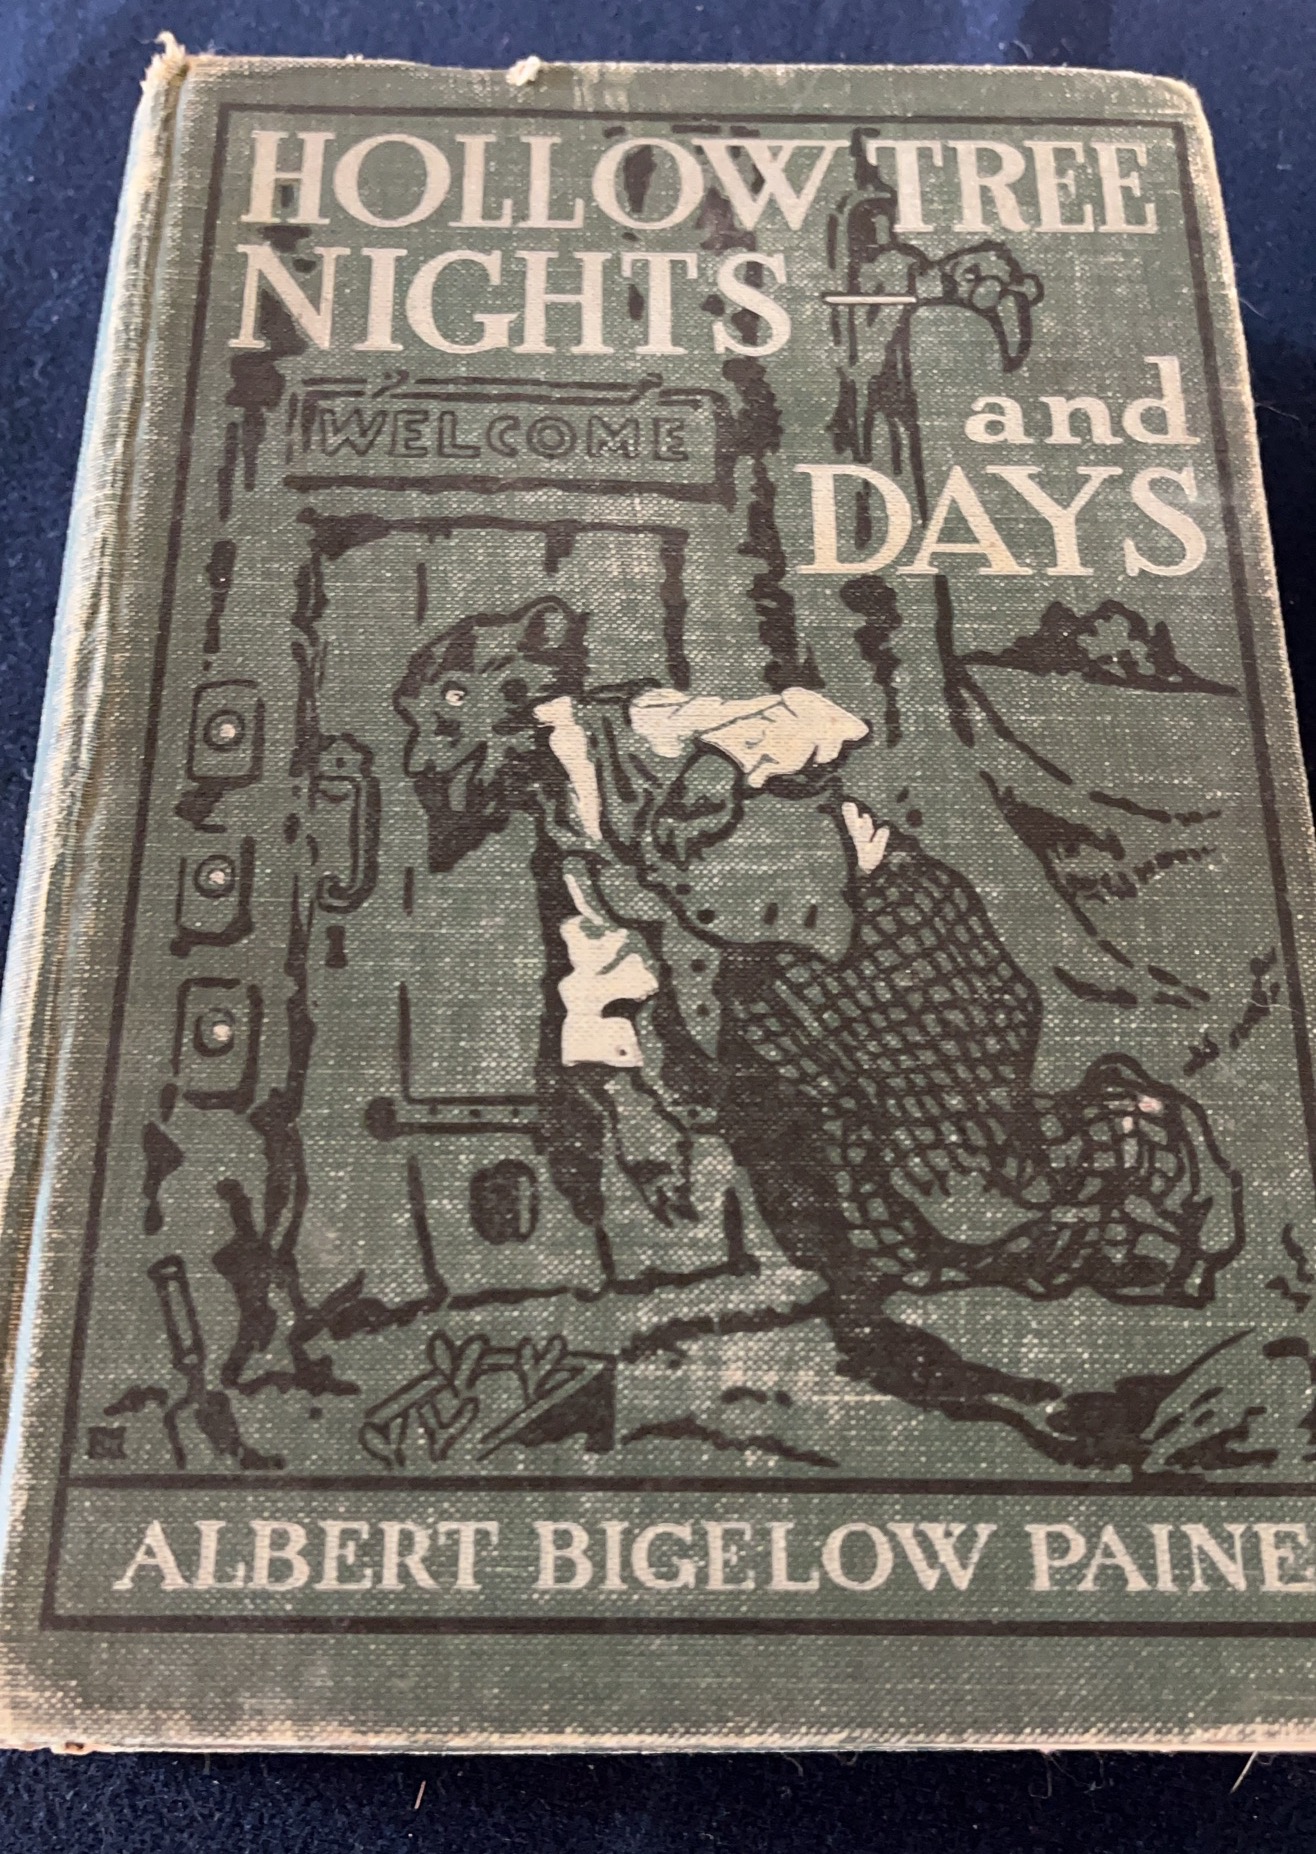 HOLLOW TREE
NIGHTS —
and
DAYS
WELCOME
ALBERT BIGELOW PAINE